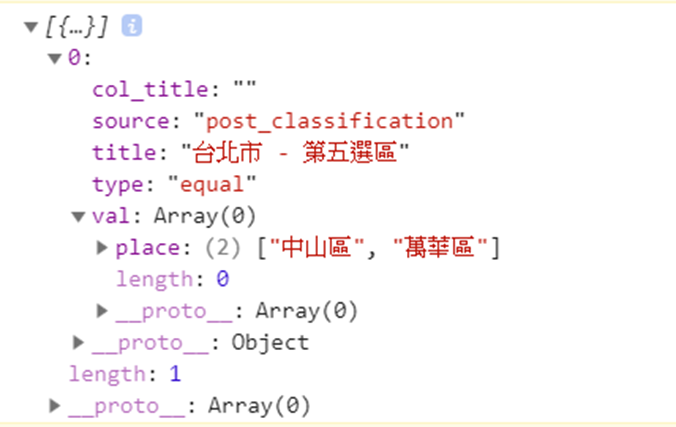 ▼[{…}] i
▼0:
col_title: ""
source: "post_classification"
title: "台北市 - 第五選區"
type: "equal"
▼val: Array(0)
▶place: (2) ["中山區", "萬華區"]
length: 0
▶__proto__: Array(0)
▶__proto__: Object
length: 1
▶__proto__: Array(0)